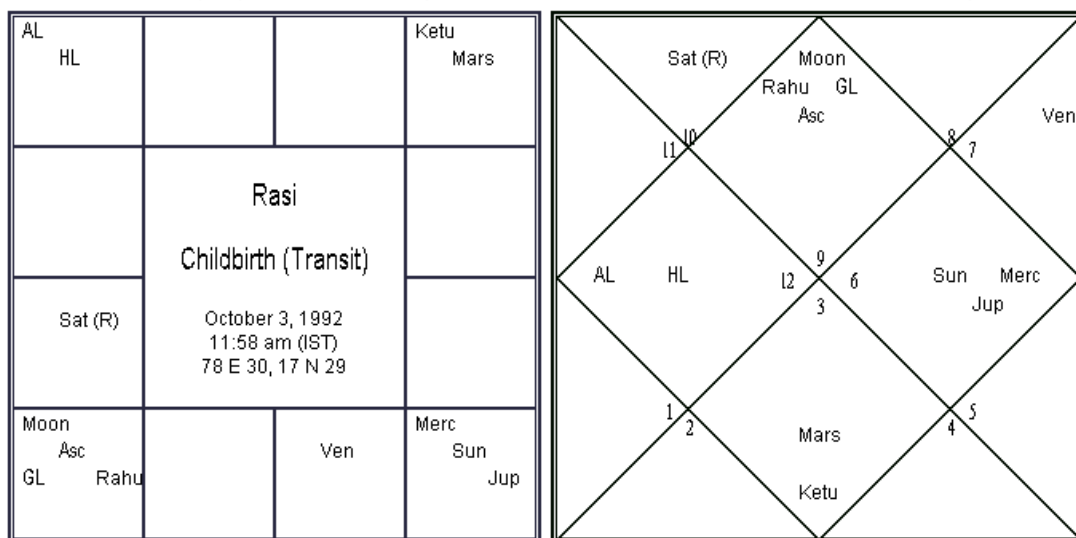 AL
HL
Ketu
Mars
Rasi
Childbirth (Transit)
October 3, 1992
11:58 am (IST)
78 E 30, 17 N 29
Sat (R)
Moon
Asc
GL Rahu
Ven
Merc
Sun
Jup
Sat (R) Moon
Rahu GL
Asc
Ven
10 8
11 7
9
AL HL 12 6 Sun Merc
Jup
3
1 5
2 4
Mars
Ketu